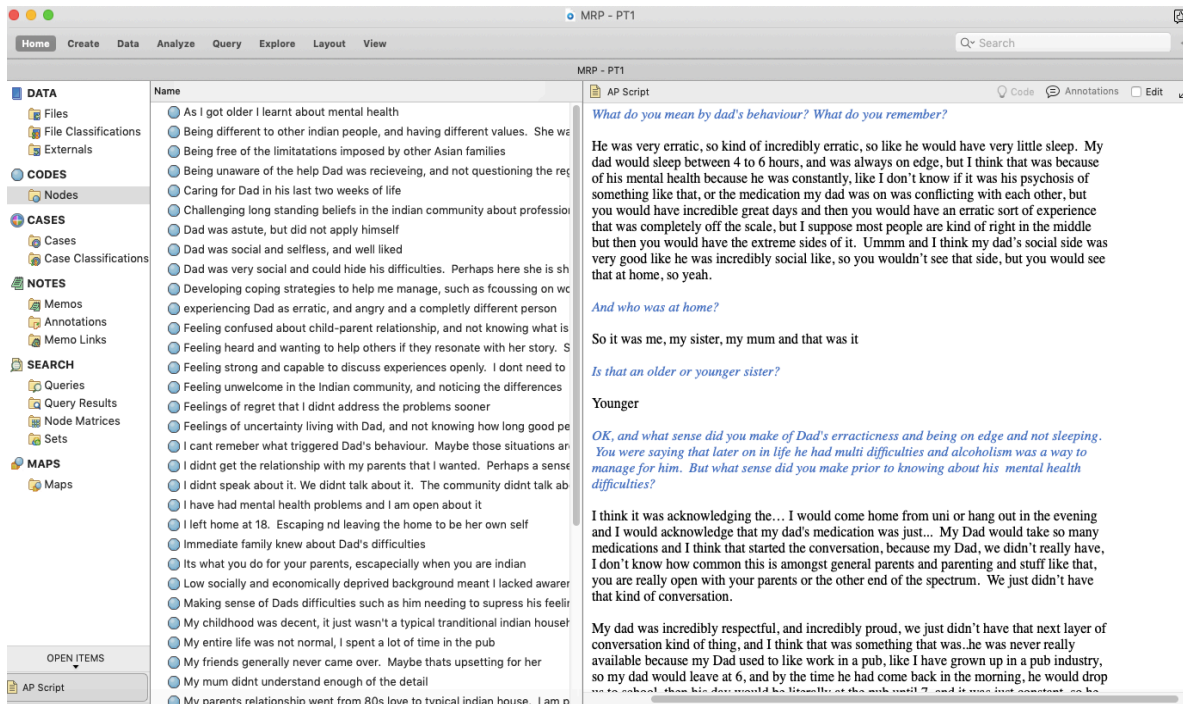 MRP - PT1
Home Create Data Analyze Query Explore Layout View
Search
MRP - PT1
DATA
Files
File Classifications
Externals
CODES
Nodes
CASES
Cases
Case Classifications
NOTES
Memos
Annotations
Memo Links
SEARCH
Queries
Query Results
Node Matrices
Sets
MAPS
Maps
OPEN ITEMS
AP Script
Name
As I got older I learnt about mental health
Being different to other indian people, and having different values. She wa
Being free of the limitatations imposed by other Asian families
Being unaware of the help Dad was recieveing, and not questioning the reg
Caring for Dad in his last two weeks of life
Challenging long standing beliefs in the indian community about profession
Dad was astute, but did not apply himself
Dad was social and selfless, and well liked
Dad was very social and could hide his difficulties. Perhaps here she is sh
Developing coping strategies to help me manage, such as fcoussing on wo
experiencing Dad as erratic, and angry and a completly different person
Feeling confused about child-parent relationship, and not knowing what is
Feeling heard and wanting to help others if they resonate with her story. S
Feeling strong and capable to discuss experiences openly. I dont need to
Feeling unwelcome in the Indian community, and noticing the differences
Feelings of regret that I didnt address the problems sooner
Feelings of uncertainty living with Dad, and not knowing how long good pe
I cant remeber what triggered Dad's behaviour. Maybe those situations are
I didnt get the relationship with my parents that I wanted. Perhaps a sense
I didnt speak about it. We didnt talk about it. The community didnt talk ab
I have had mental health problems and I am open about it
I left home at 18. Escaping nd leaving the home to be her own self
Immediate family knew about Dad's difficulties
Its what you do for your parents, escapecially when you are indian
Low socially and economically deprived background meant I lacked awarer
Making sense of Dads difficulties such as him needing to supress his feelin
My childhood was decent, it just wasn't a typical tranditional indian househ
My entire life was not normal, I spent a lot of time in the pub
My friends generally never came over. Maybe thats upsetting for her
My mum didnt understand enough of the detail
My parents relationship went from 80s love to typical indian house. I am p
AP Script
Code Annotations Edit
What do you mean by dad's behaviour? What do you remember?
He was very erratic, so kind of incredibly erratic, so like he would have very little sleep. My
dad would sleep between 4 to 6 hours, and was always on edge, but I think that was because
of his mental health because he was constantly, like I don't know if it was his psychosis of
something like that, or the medication my dad was on was conflicting with each other, but
you would have incredible great days and then you would have an erratic sort of experience
that was completely off the scale, but I suppose most people are kind of right in the middle
but then you would have the extreme sides of it. Ummm and I think my dad's social side was
very good like he was incredibly social like, so you wouldn't see that side, but you would see
that at home, so yeah.
And who was at home?
So it was me, my sister, my mum and that was it
Is that an older or younger sister?
Younger
OK, and what sense did you make of Dad's erracticness and being on edge and not sleeping.
You were saying that later on in life he had multi difficulties and alcoholism was a way to
manage for him. But what sense did you make prior to knowing about his mental health
difficulties?
I think it was acknowledging the… I would come home from uni or hang out in the evening
and I would acknowledge that my dad's medication was just... My Dad would take so many
medications and I think that started the conversation, because my Dad, we didn't really have,
I don't know how common this is amongst general parents and parenting and stuff like that,
you are really open with your parents or the other end of the spectrum. We just didn't have
that kind of conversation.
My dad was incredibly respectful, and incredibly proud, we just didn't have that next layer of
conversation kind of thing, and I think that was something that was..he was never really
available because my Dad used to like work in a pub, like I have grown up in a pub industry,
so my dad would leave at 6, and by the time he had come back in the morning, he would drop
us to school, then his day would be literally at the pub until 7, and it was just constant, so he